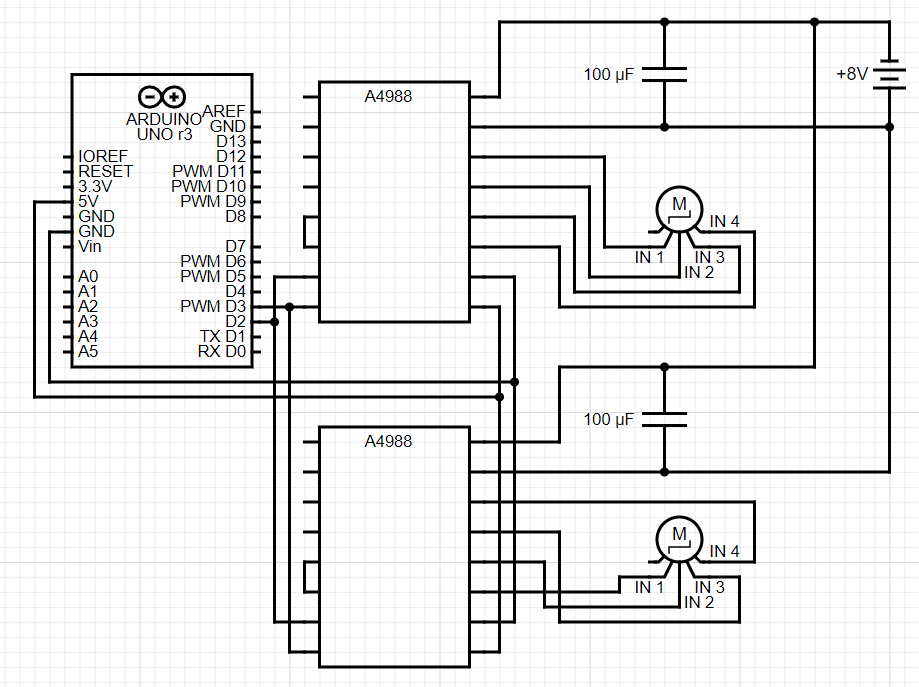 ARDUINO
UNO r3
AREF
GND
D13
D12
PWM D11
PWM D10
PWM D9
D8
D7
PWM D6
PWM D5
D4
PWM D3
D2
TX D1
RX D0
IOREF
RESET
3.3V
5V
GND
GND
Vin
A0
A1
A2
A3
A4
A5
A4988
100 µF
+8V
M
IN 4
IN 1
IN 3
IN 2
A4988
100 µF
M
IN 4
IN 1
IN 3
IN 2